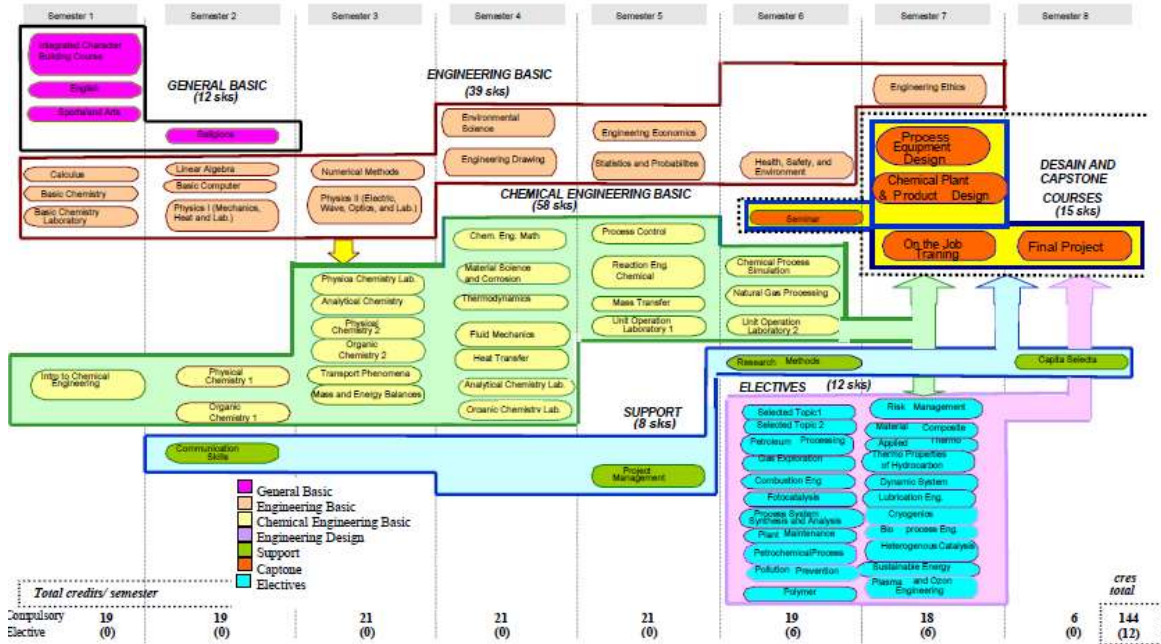 Semester 1
Semester 2
Semester 3
Semester 4
Semester 5
Semester 6
Semester 7
Semester 8
Integrated Character
Building Course
English
Sportsand Arts
GENERAL BASIC
(12 sks)
Religions
ENGINEERING BASIC
(39 sks)
Calculus
Basic Chemistry
Basic Chemistry
Laboratory
Linear Algebra
Basic Computer
Physics I (Mechanics,
Heat and Lab.)
Numerical Methods
Physics II (Electric,
Wave, Optics, and Lab.)
Environmental
Science
Engineering Drawing
Engineering Economics
Statistics and Probabilites
Health, Safety, and
Environment
Engineering Ethics
CHEMICAL ENGINEERING BASIC
(58 sks)
Process
Equipment
Design
Chemical Plant
& Product Design
Seminar
On the Job
Training
Final Project
DESAIN AND
CAPSTONE
COURSES
(15 sks)
Intro to Chemical
Engineering
Physical
Chemistry 1
Organic
Chemistry 1
Physica Chemistry Lab.
Analytical Chemistry
Physical
Chemistry 2
Organic
Chemistry 2
Transport Phenomena
Mass and Energy Balances
Chem. Eng. Math
Material Science
and Corrosion
Thermodynamics
Fluid Mechanics
Heat Transfer
Analytical Chemistry Lab.
Organic Chemistry Lab.
Process Control
Reaction Eng.
Chemical
Mass Transfer
Unit Operation
Laboratory 1
Chemical Process
Simulation
Natural Gas Processing
Unit Operation
Laboratory 2
SUPPORT
(8 sks)
Communication
Skills
Project
Management
Research Methods
Capita Selecta
ELECTIVES (12 sks)
Selected Topic1
Selected Topic 2
Petroleum Processing
Gas Exploration
Combustion Eng.
Fotocatalysis
Process System
Synthesis and Analysis
Plant Maintenance
PetrochemicalProcess
Pollution Prevention
Polymer
Risk Management
Material Composite
Applied Thermo
Thermo Properties
of Hydrocarbon
Dynamic System
Lubrication Eng.
Cryogenics
Bio process Eng.
Heterogenous Catalysis
Sustainable Energy
Plasma and Ozon
Engineering
General Basic
Engineering Basic
Chemical Engineering Basic
Engineering Design
Support
Captone
Electives
Total credits/ semester
cres
total
Compulsory 19 19 21 21 21 19 18 6 144
Elective (0) (0) (0) (0) (0) (6) (6) (0) (12)